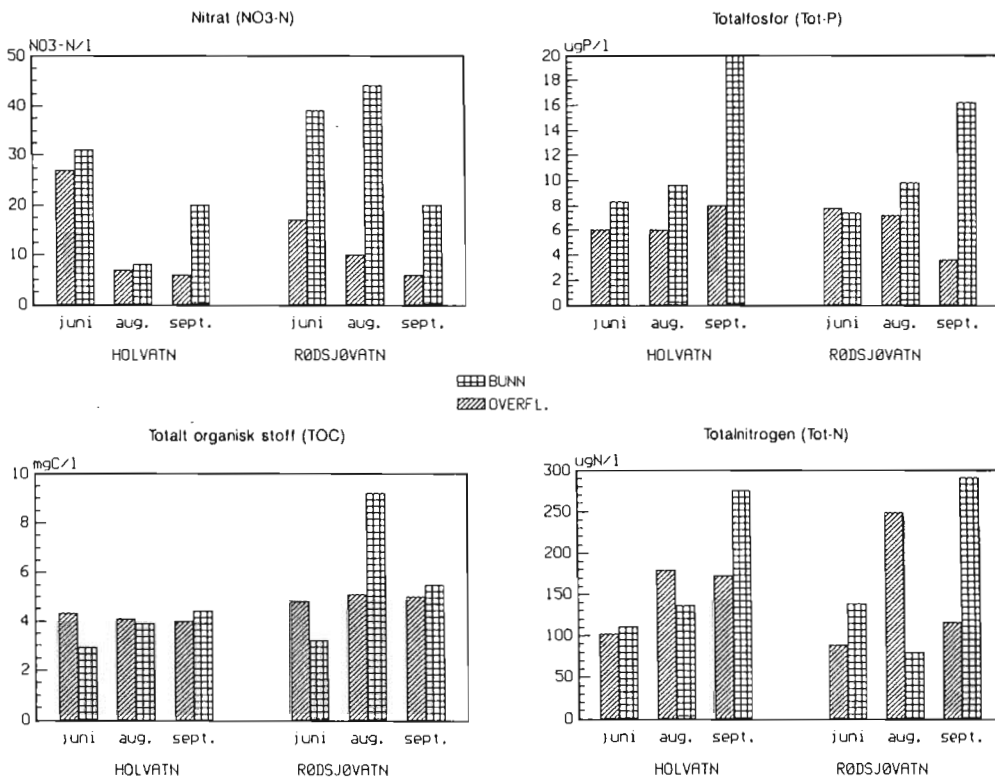 Nitrat (NO3-N)
NO3-N/l
50
40
30
20
10
0
juni aug. sept. juni aug. sept.
HOLVATN RØDSJØVATN
Totalfosfor (Tot-P)
ugP/l
20
18
16
14
12
10
8
6
4
2
0
juni aug. sept. juni aug. sept.
HOLVATN RØDSJØVATN
BUNN
OVERFL.
Totalt organisk stoff (TOC)
mgC/l
10
8
6
4
2
0
juni aug. sept. juni aug. sept.
HOLVATN RØDSJØVATN
Totalnitrogen (Tot-N)
ugN/l
300
250
200
150
100
50
0
juni aug. sept. juni aug. sept.
HOLVATN RØDSJØVATN